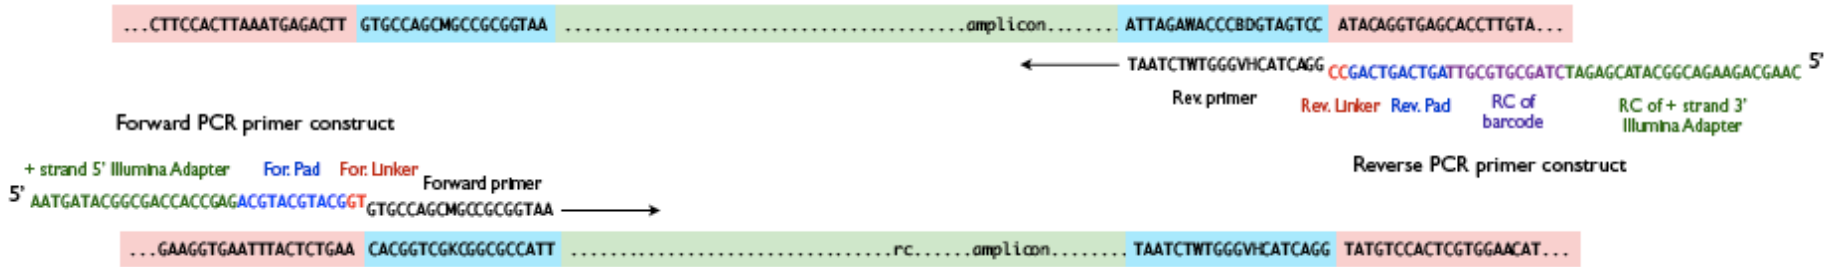 ...CTTCCACTTAAATGAGACTT GTGCCAGCMGCCGCGGTAA ........................................amplicon....... ATTAGAWACCCBDGTAGTCC ATACAGGTGAGCACCTTGTA...
TAATCTWTGGGVHCATCAGG CCGACTGACTGATTGCGTGCGATCTAGAGCATACGGCAGAAGACGAAC 5'
Rev. primer Rev. Linker Rev. Pad RC of barcode RC of + strand 3' Illumina Adapter
Forward PCR primer construct
Reverse PCR primer construct
+ strand 5' Illumina Adapter For. Pad For. Linker Forward primer
5' AATGATACGGCGACCACCGAGACGTACGTACGGT GTGCCAGCMGCCGCGGTAA
...GAAGGTGAATTTACTCTGAA CACGGTCGKCGGCGCCATT ................................rc......amplicon........ TAATCTWTGGGVHCATCAGG TATGTCCACTCGTGGAACAT...